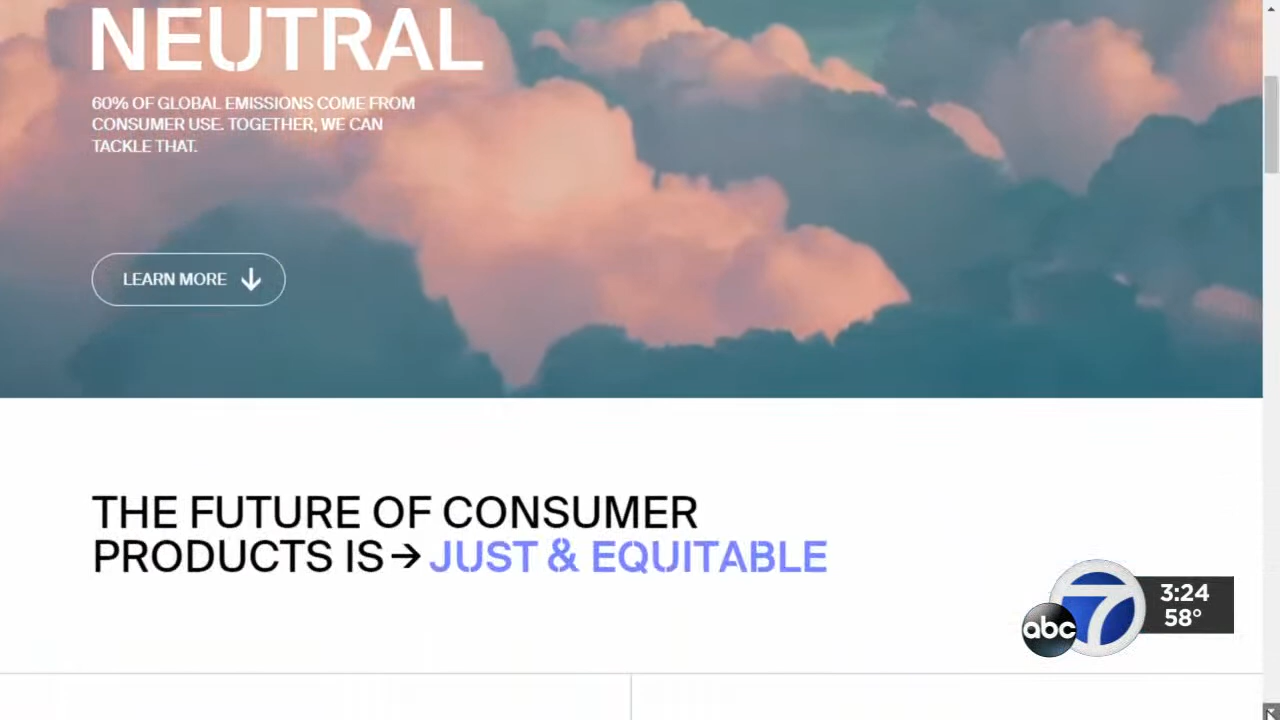 NEUTRAL
60% OF GLOBAL EMISSIONS COME FROM
CONSUMER USE. TOGETHER, WE CAN
TACKLE THAT.
LEARN MORE ↓
THE FUTURE OF CONSUMER
PRODUCTS IS → JUST & EQUITABLE
abc 7
3:24
58°